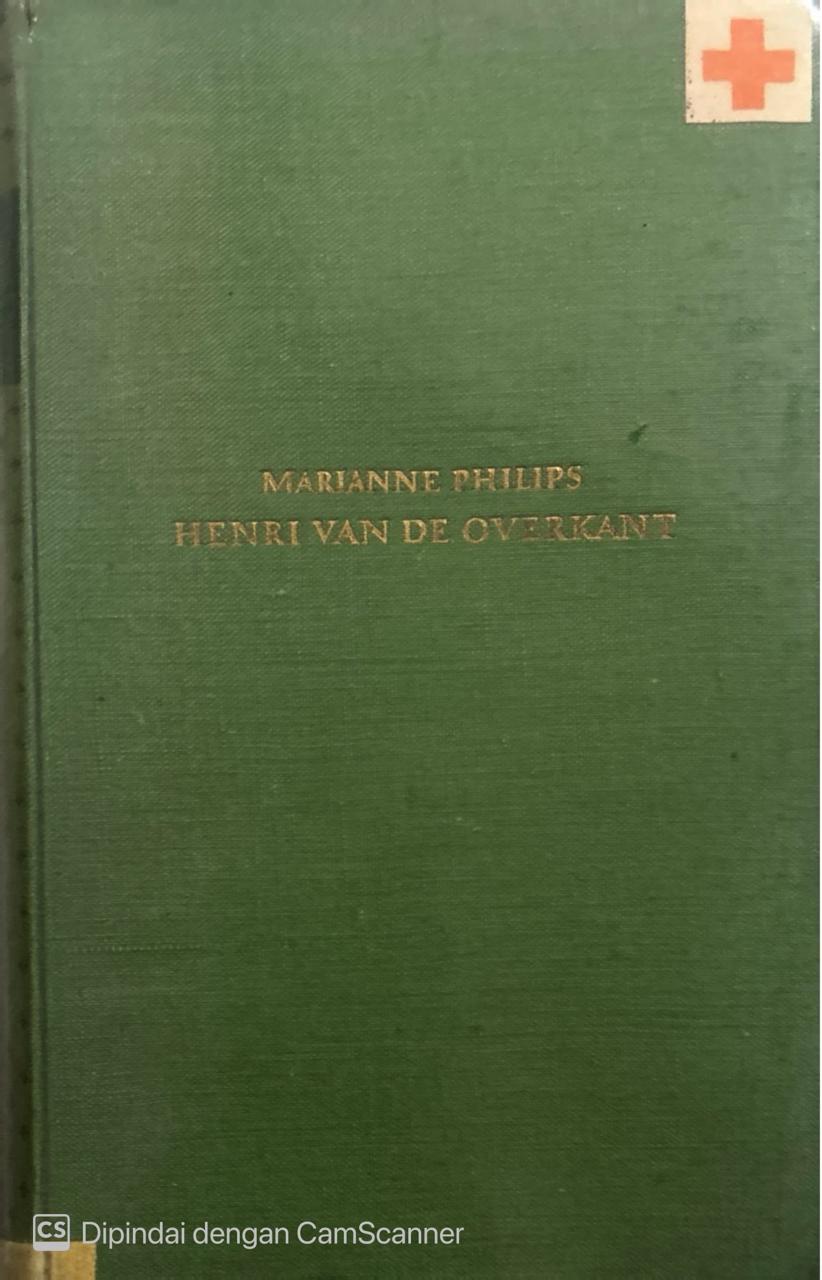 MARIANNE PHILIPS
HENRI VAN DE OVERKANT
CS Dipindai dengan CamScanner